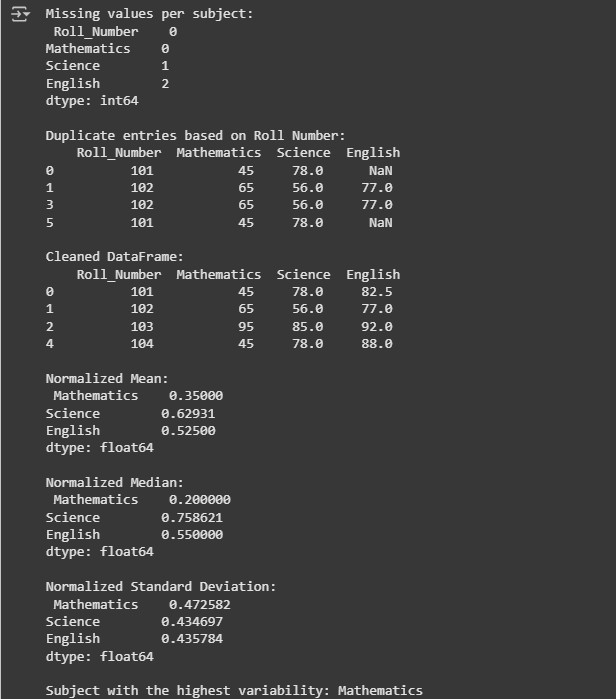 Missing values per subject:
 Roll_Number    0
Mathematics    0
Science        1
English        2
dtype: int64

Duplicate entries based on Roll Number:
    Roll_Number  Mathematics  Science  English
0          101           45     78.0      NaN
1          102           65     56.0     77.0
3          102           65     56.0     77.0
5          101           45     78.0      NaN

Cleaned DataFrame:
    Roll_Number  Mathematics  Science  English
0          101           45     78.0     82.5
1          102           65     56.0     77.0
2          103           95     85.0     92.0
4          104           45     78.0     88.0

Normalized Mean:
 Mathematics    0.35000
Science        0.62931
English        0.52500
dtype: float64

Normalized Median:
 Mathematics    0.200000
Science        0.758621
English        0.550000
dtype: float64

Normalized Standard Deviation:
 Mathematics    0.472582
Science        0.434697
English        0.435784
dtype: float64

Subject with the highest variability: Mathematics